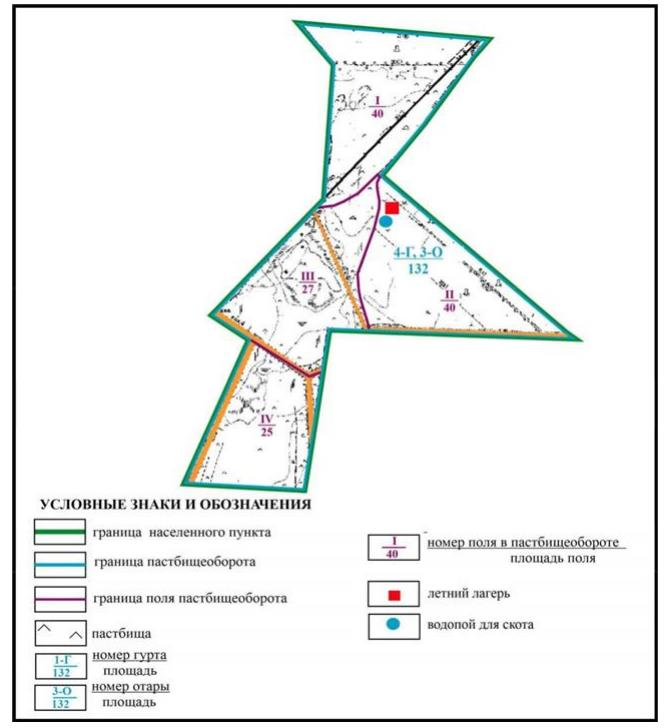 I
40
4-Г, 3-О
132
III
27
II
40
IV
25
УСЛОВНЫЕ ЗНАКИ И ОБОЗНАЧЕНИЯ
граница населенного пункта
граница пастбищеоборота
граница поля пастбищеоборота
пастбища
1-Г
132
номер гурта
площадь
3-О
132
номер отары
площадь
I
40
номер поля в пастбищеобороте
площадь поля
летний лагерь
водопой для скота